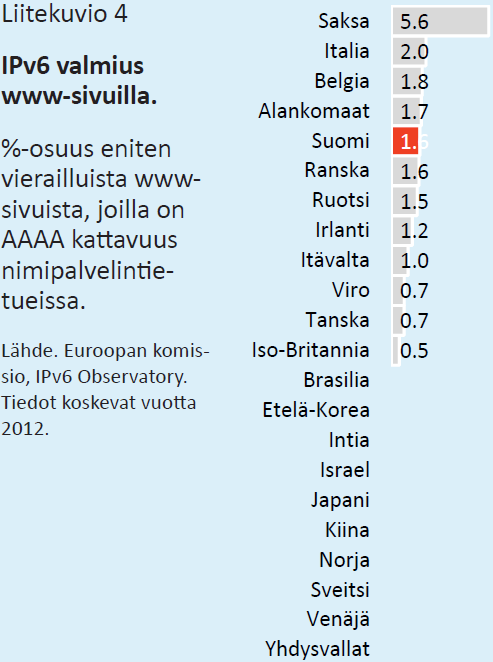 Liitekuvio 4
IPv6 valmius
www-sivuilla.
%-osuus eniten
vierailluista www-
sivuista, joilla on
AAAA kattavuus
nimipalvelintie-
tueissa.
Lähde. Euroopan komis-
sio, IPv6 Observatory.
Tiedot koskevat vuotta
2012.
Saksa 5.6
Italia 2.0
Belgia 1.8
Alankomaat 1.7
Suomi 1.6
Ranska 1.6
Ruotsi 1.5
Irlanti 1.2
Itävalta 1.0
Viro 0.7
Tanska 0.7
Iso-Britannia 0.5
Brasilia
Etelä-Korea
Intia
Israel
Japani
Kiina
Norja
Sveitsi
Venäjä
Yhdysvallat